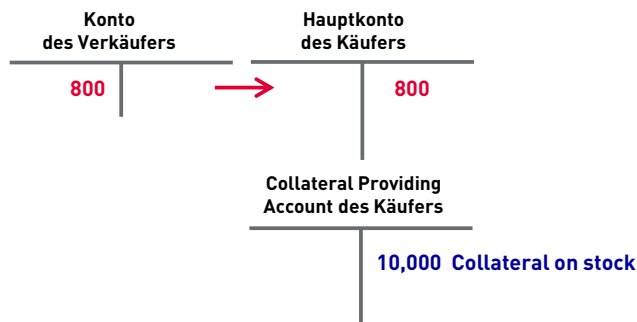 Konto
des Verkäufers
Hauptkonto
des Käufers
800
800
Collateral Providing
Account des Käufers
10,000 Collateral on stock